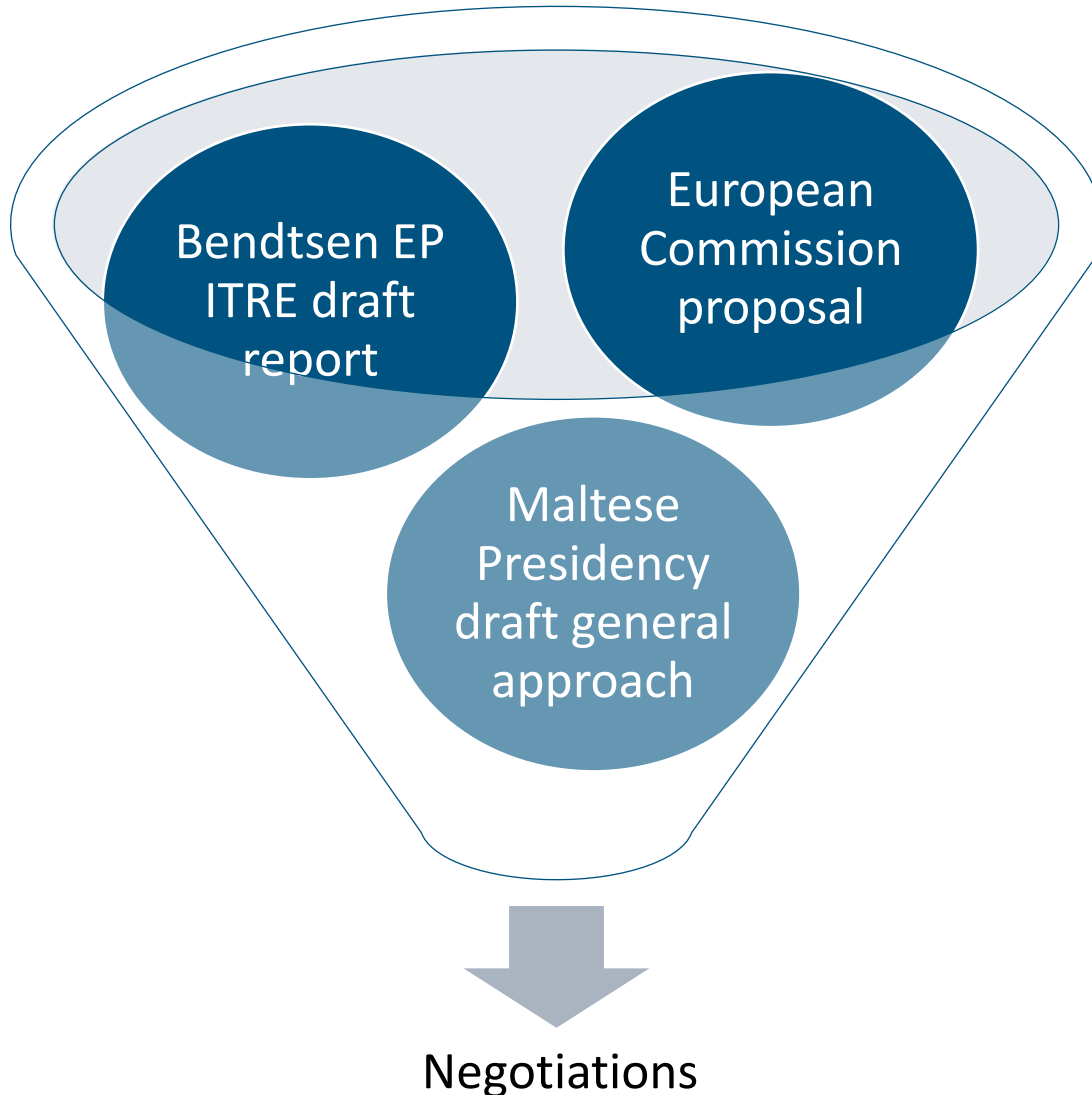 Bendtsen EP
ITRE draft
report
European
Commission
proposal
Maltese
Presidency
draft general
approach
Negotiations